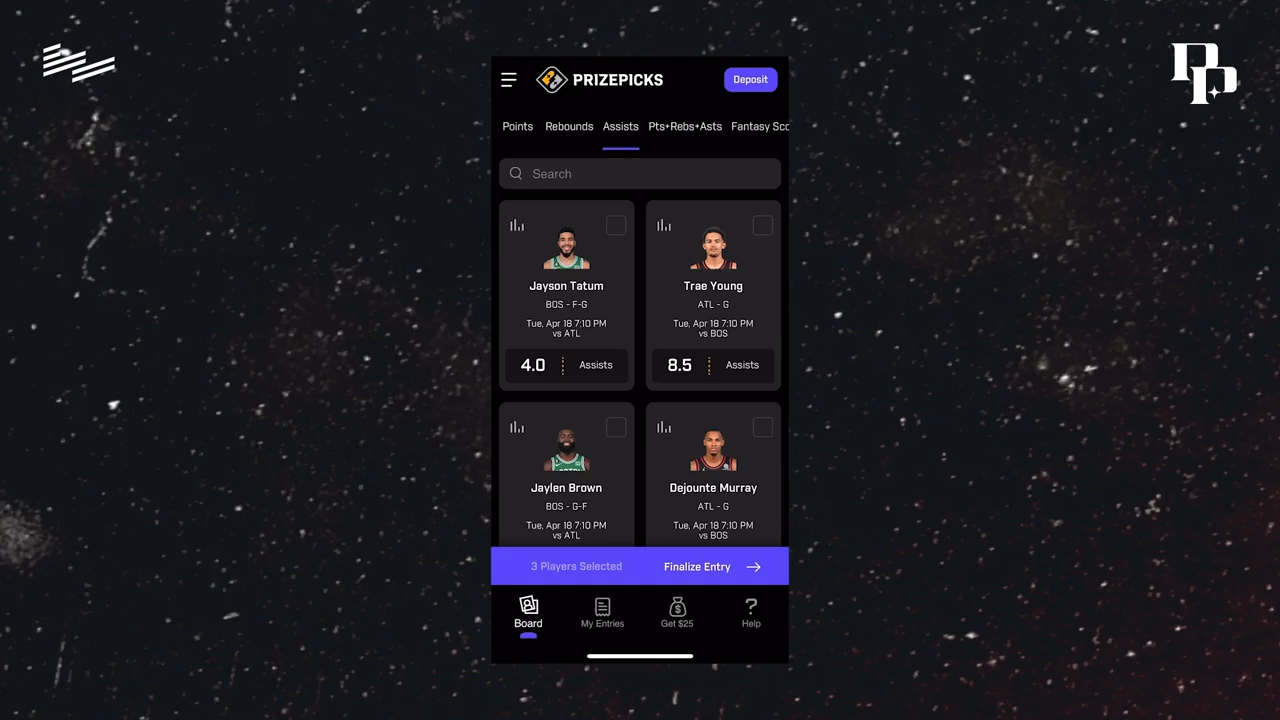 PRIZEPICKS
Deposit
Points Rebounds Assists Pts+Rebs+Asts Fantasy Sco
Search
Jayson Tatum
BOS - F-G
Tue, Apr 18 7:10 PM
vs ATL
4.0 Assists
Trae Young
ATL - G
Tue, Apr 18 7:10 PM
vs BOS
8.5 Assists
Jaylen Brown
BOS - G-F
Tue, Apr 18 7:10 PM
vs ATL
Dejounte Murray
ATL - G
Tue, Apr 18 7:10 PM
vs BOS
3 Players Selected Finalize Entry
Board My Entries Get $25 Help